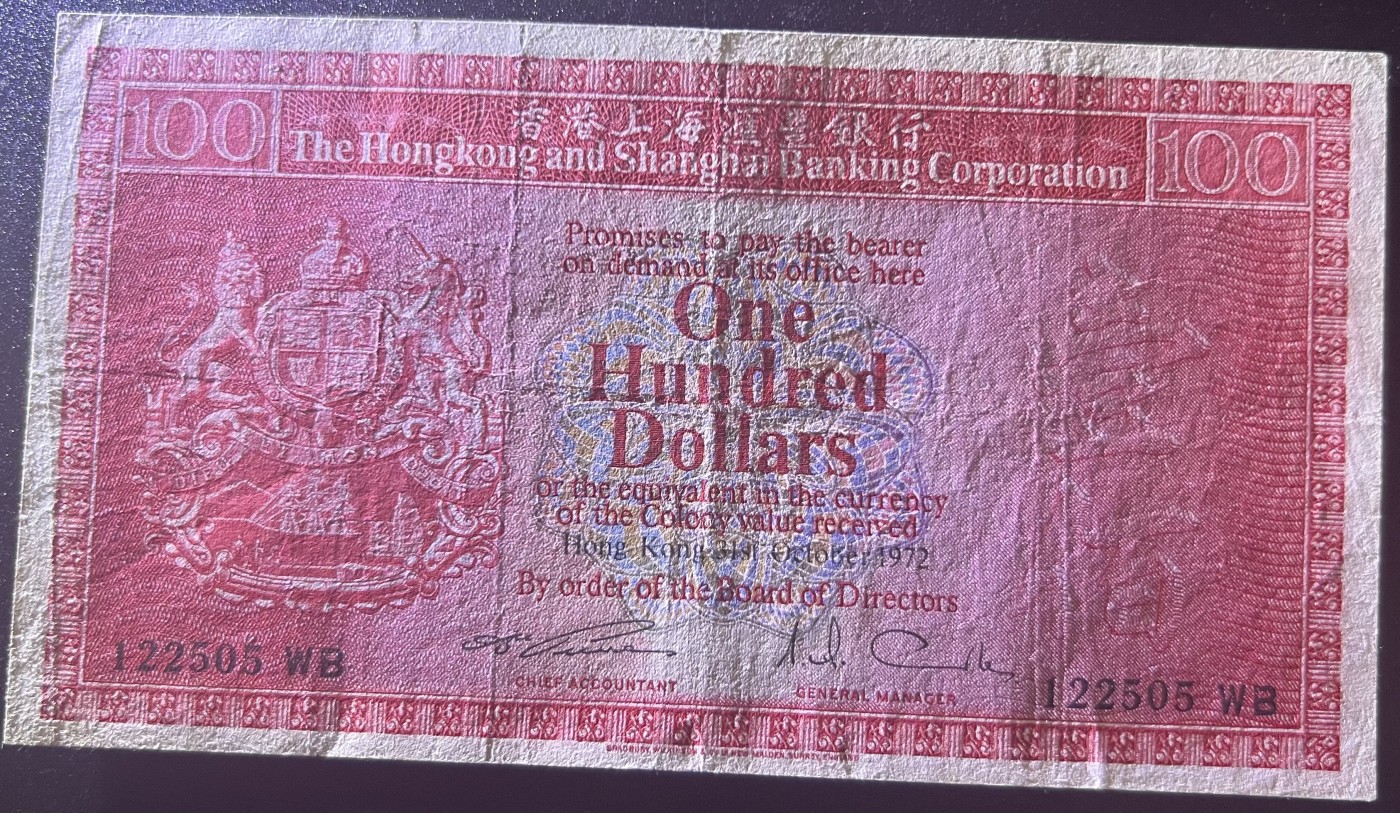 100
香港上海滙豐銀行
The Hongkong and Shanghai Banking Corporation
100
Promises to pay the bearer
on demand at its office here
One
Hundred
Dollars
or the equivalent in the currency
of the Colony value received
Hong Kong 31st October 1972
By order of the Board of Directors
CHIEF ACCOUNTANT
GENERAL MANAGER
122505 WB
122505 WB